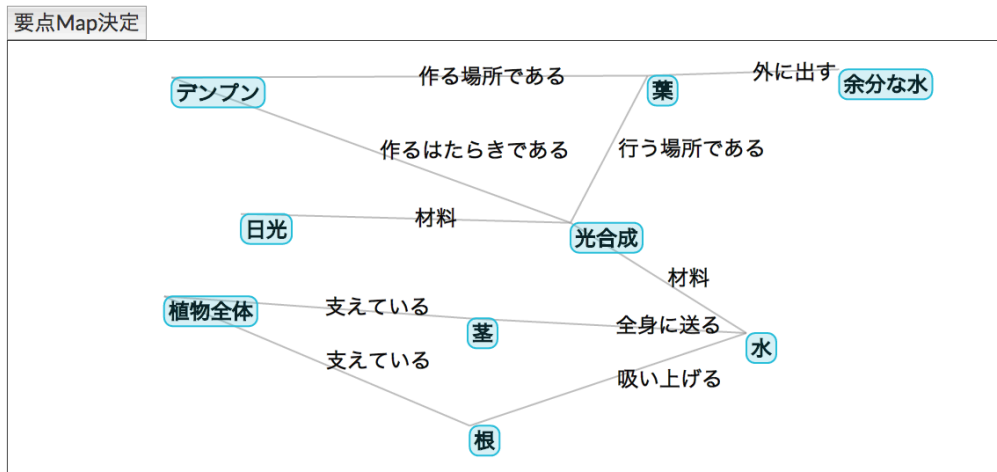 要点Map決定
作る場所である
外に出す
デンプン
葉
余分な水
作るはたらきである
行う場所である
日光
材料
光合成
材料
植物全体
支えている
茎
全身に送る
水
支えている
吸い上げる
根